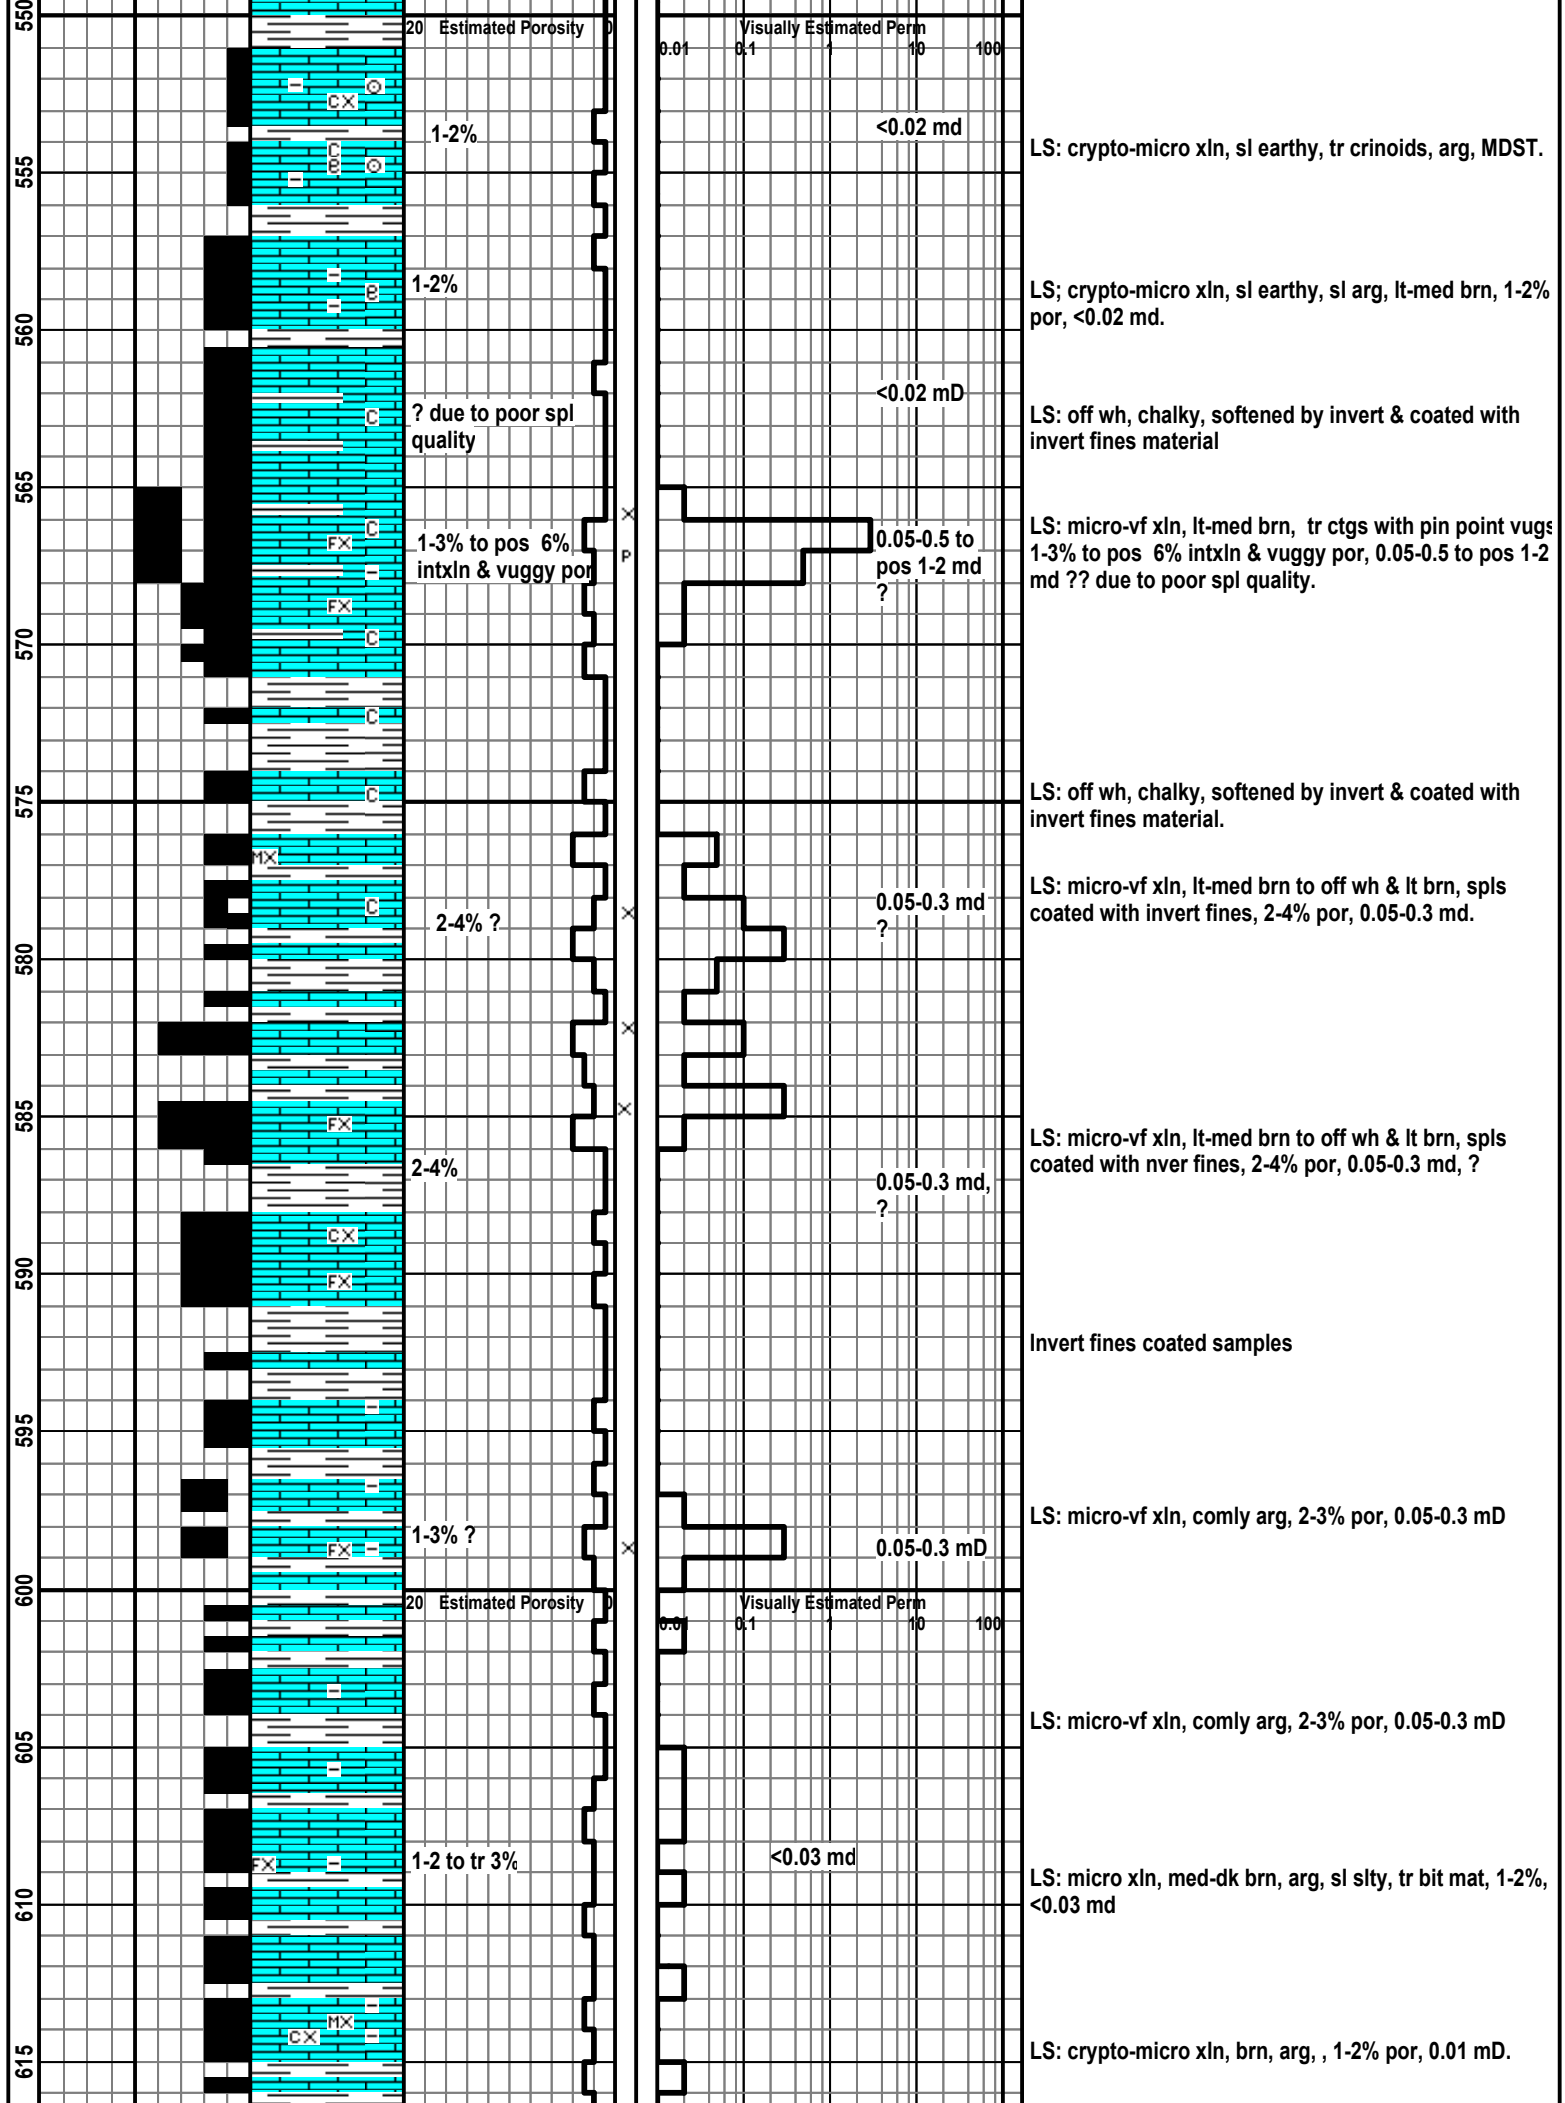 550
20 Estimated Porosity 0
Visually Estimated Perm
0.01 0.1 1 10 100
CX
1-2%
<0.02 md
LS: crypto-micro xln, sl earthy, tr crinoids, arg, MDST.
C
e
555
1-2%
e
LS; crypto-micro xln, sl earthy, sl arg, lt-med brn, 1-2%
por, <0.02 md.
560
<0.02 mD
? due to poor spl
quality
C
LS: off wh, chalky, softened by invert & coated with
invert fines material
565
X
C
FX
1-3% to pos 6%
intxln & vuggy por
P
0.05-0.5 to
pos 1-2 md
?
LS: micro-vf xln, lt-med brn, tr ctgs with pin point vugs
1-3% to pos 6% intxln & vuggy por, 0.05-0.5 to pos 1-2
md ?? due to poor spl quality.
FX
C
570
C
575
C
LS: off wh, chalky, softened by invert & coated with
invert fines material.
MX
C
2-4% ?
X
0.05-0.3 md
?
LS: micro-vf xln, lt-med brn to off wh & lt brn, spls
coated with invert fines, 2-4% por, 0.05-0.3 md.
580
X
X
585
FX
2-4%
0.05-0.3 md,
?
LS: micro-vf xln, lt-med brn to off wh & lt brn, spls
coated with nver fines, 2-4% por, 0.05-0.3 md, ?
CX
590
FX
Invert fines coated samples
595
LS: micro-vf xln, comly arg, 2-3% por, 0.05-0.3 mD
FX
1-3% ?
X
0.05-0.3 mD
600
20 Estimated Porosity 0
Visually Estimated Perm
0.01 0.1 1 10 100
LS: micro-vf xln, comly arg, 2-3% por, 0.05-0.3 mD
605
FX
1-2 to tr 3%
<0.03 md
LS: micro xln, med-dk brn, arg, sl slty, tr bit mat, 1-2%,
<0.03 md
610
MX
CX
615
LS: crypto-micro xln, brn, arg, , 1-2% por, 0.01 mD.